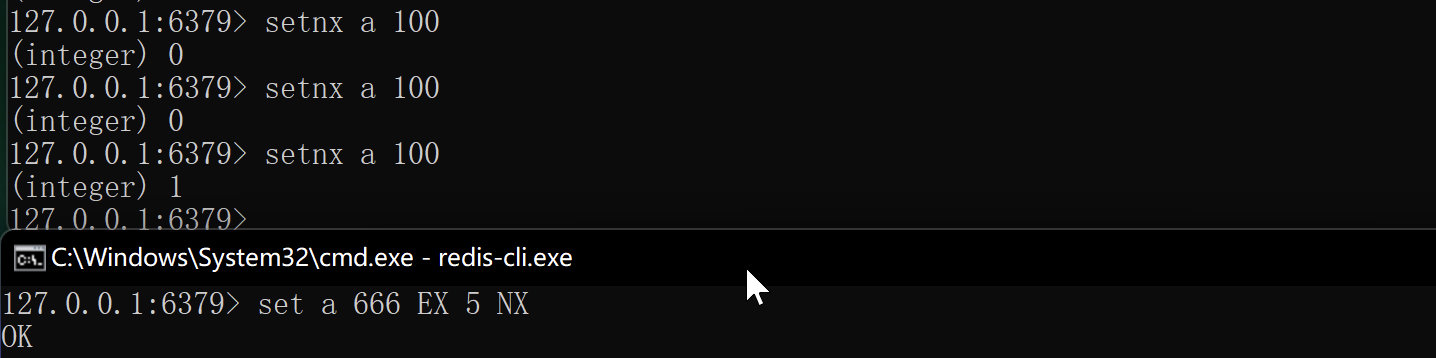 127.0.0.1:6379> setnx a 100
(integer) 0
127.0.0.1:6379> setnx a 100
(integer) 0
127.0.0.1:6379> setnx a 100
(integer) 1
127.0.0.1:6379>
C:\Windows\System32\cmd.exe - redis-cli.exe
127.0.0.1:6379> set a 666 EX 5 NX
OK